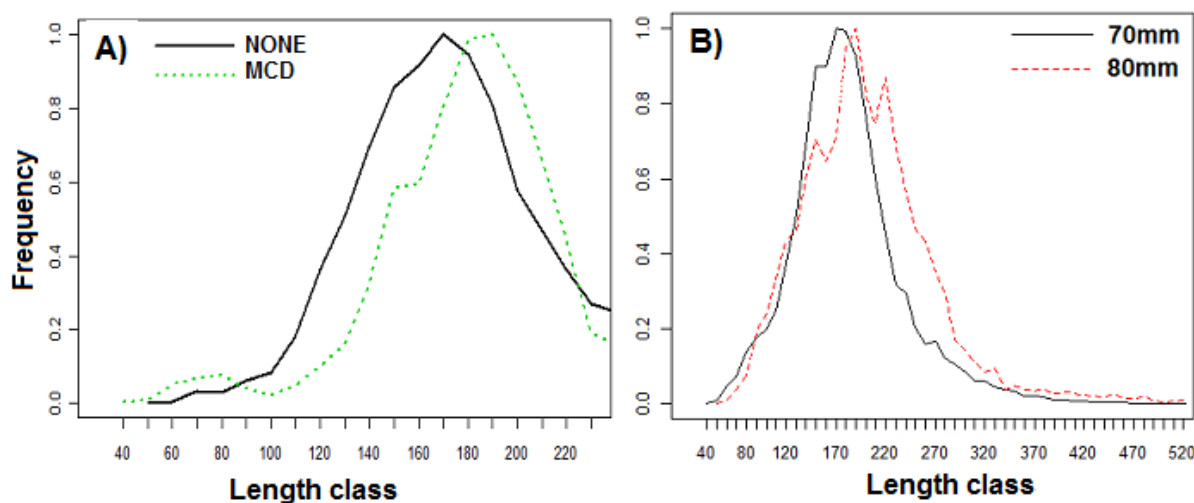 A)
NONE
MCD
Frequency
0.0 0.2 0.4 0.6 0.8 1.0
40 60 80 100 120 140 160 180 200 220
Length class
B)
70mm
80mm
0.0 0.2 0.4 0.6 0.8 1.0
40 80 120 170 220 270 320 370 420 470 520
Length class